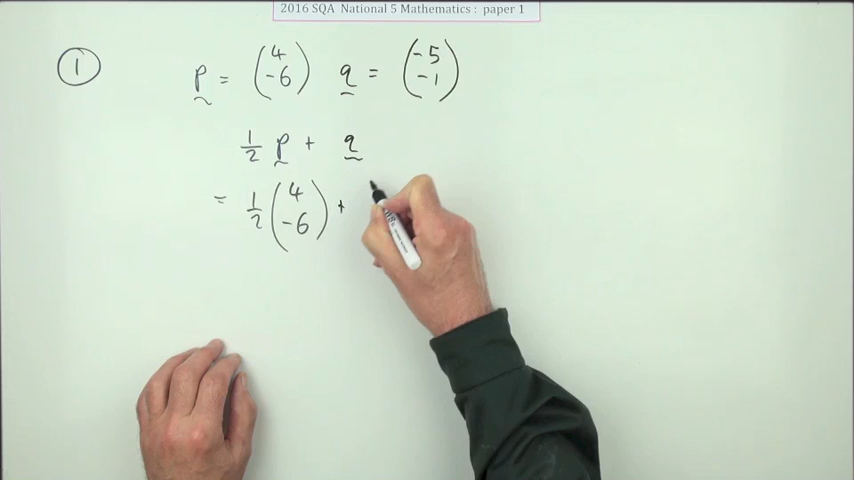 2016 SQA National 5 Mathematics : paper 1
① p = (4 -6) q = (-5 -1)
1/2 p + q
= 1/2 (4 -6) +